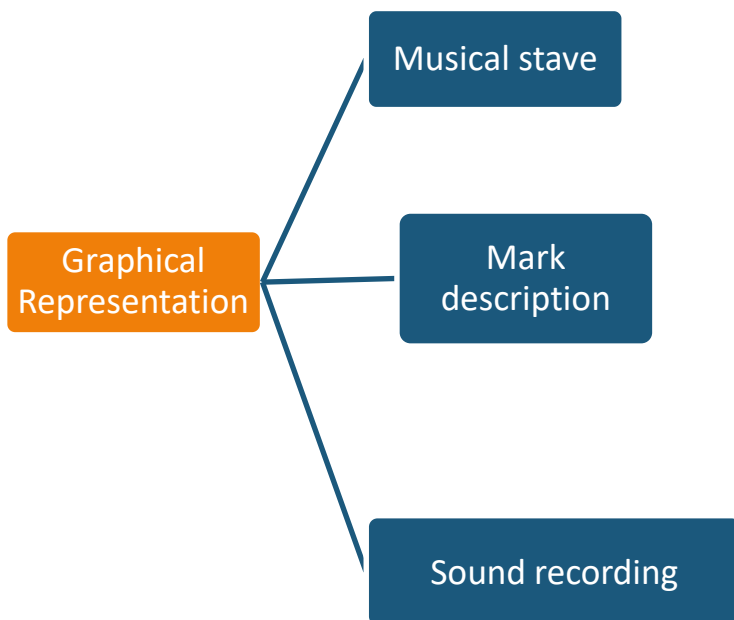 Musical stave
Graphical
Representation
Mark
description
Sound recording